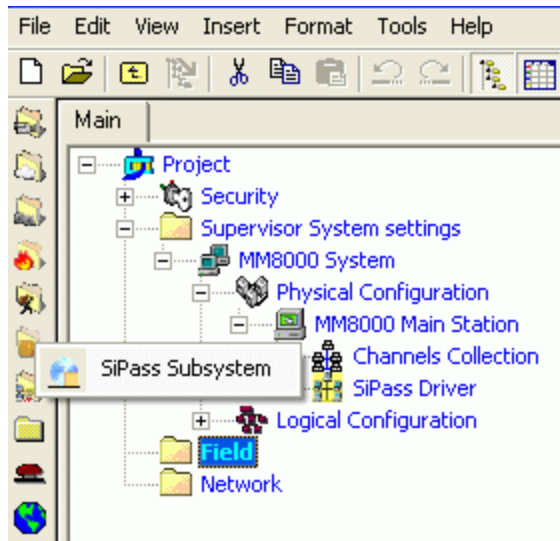 File Edit View Insert Format Tools Help
Main
Project
Security
Supervisor System settings
MM8000 System
Physical Configuration
MM8000 Main Station
Channels Collection
SiPass Subsystem
SiPass Driver
Logical Configuration
Field
Network